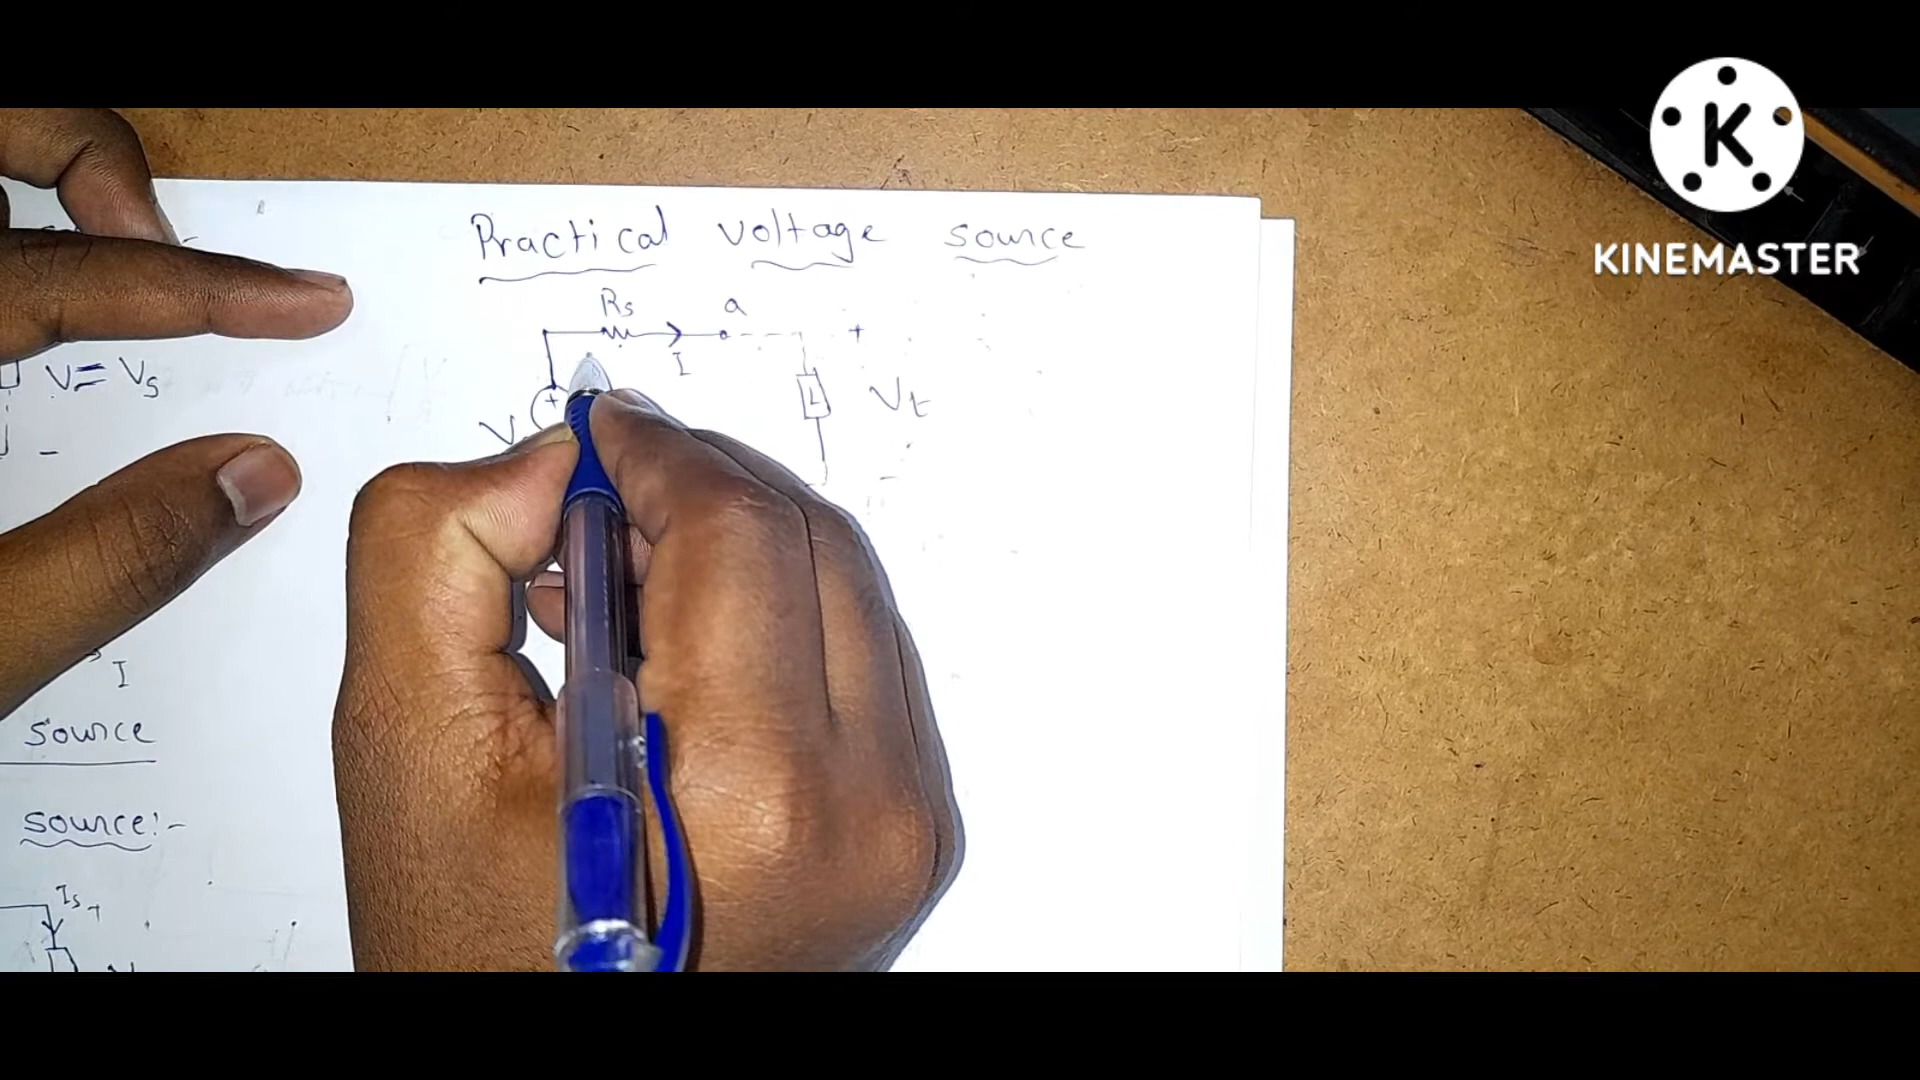 K
KINEMASTER
Practical voltage source
Rs a
+
I
+
L
V
Vt
-
V = Vs
-
I
source
source:-
Is
+